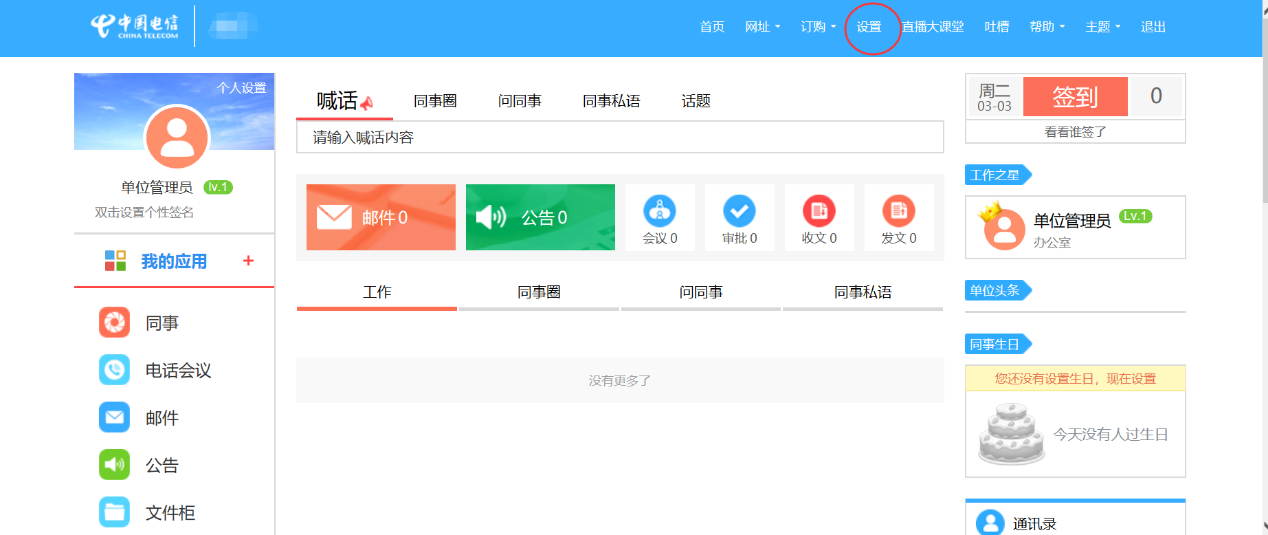 中国电信
CHINA TELECOM
首页 网址 订购 设置 直播大课堂 吐槽 帮助 主题 退出
个人设置
单位管理员 lv.1
双击设置个性签名
我的应用 +
同事
电话会议
邮件
公告
文件柜
喊话 同事圈 问同事 同事私语 话题
请输入喊话内容
邮件 0
公告 0
会议 0
审批 0
收文 0
发文 0
工作 同事圈 问同事 同事私语
没有更多了
周二
03-03
签到
0
看看谁签了
工作之星
单位管理员 Lv.1
办公室
单位头条
同事生日
您还没有设置生日，现在设置
今天没有人过生日
通讯录